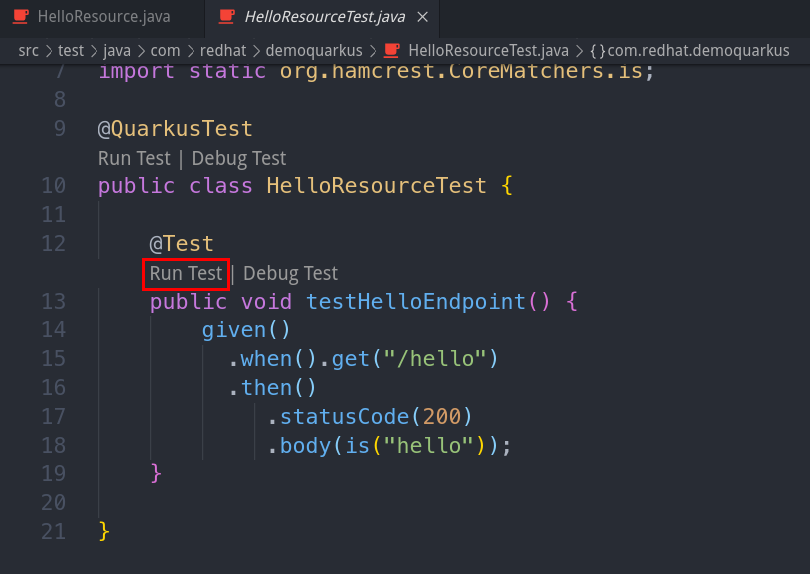 HelloResource.java HelloResourceTest.java
src > test > java > com > redhat > demoquarkus > HelloResourceTest.java > {}com.redhat.demoquarkus
7 import static org.hamcrest.CoreMatchers.is;
8
9 @QuarkusTest
Run Test | Debug Test
10 public class HelloResourceTest {
11
12 @Test
Run Test | Debug Test
13 public void testHelloEndpoint() {
14 given()
15 .when().get("/hello")
16 .then()
17 .statusCode(200)
18 .body(is("hello"));
19 }
20
21 }